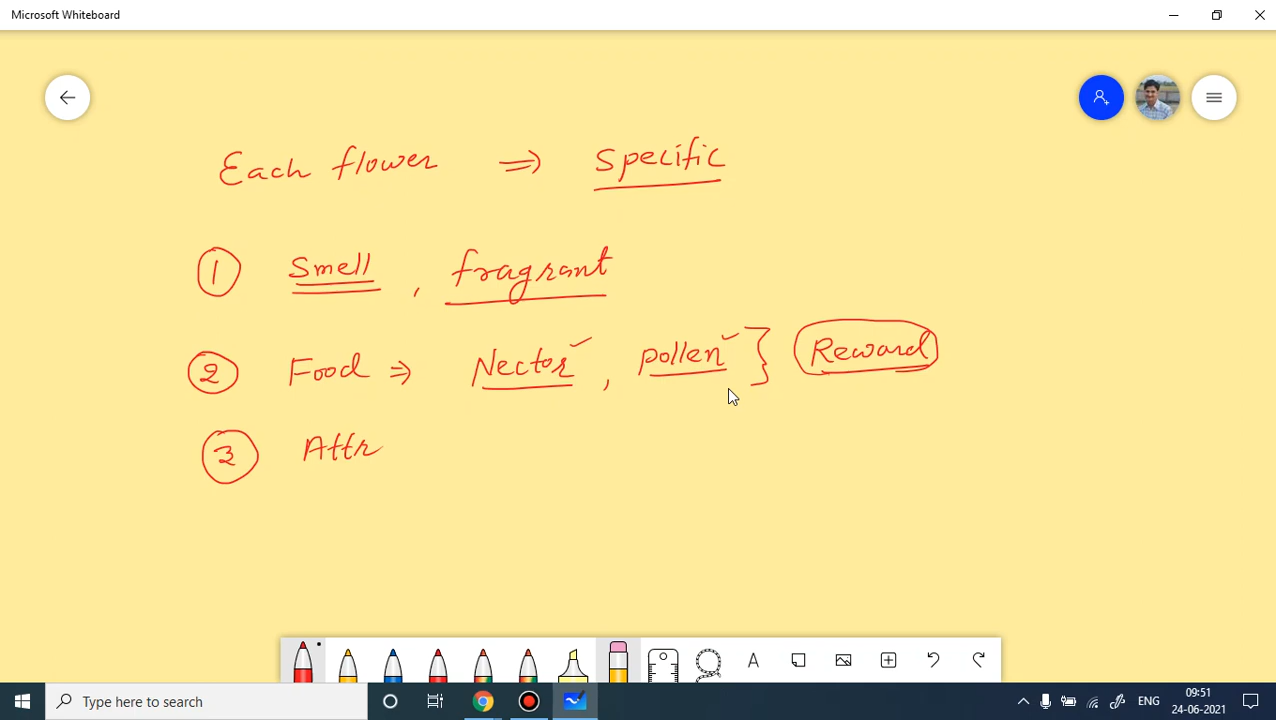 Microsoft Whiteboard
Each flower ⇒ Specific
① Smell, fragrant
② Food ⇒ Nector, pollen } Reward
③ Attr
A
Type here to search
ENG
09:51
24-06-2021